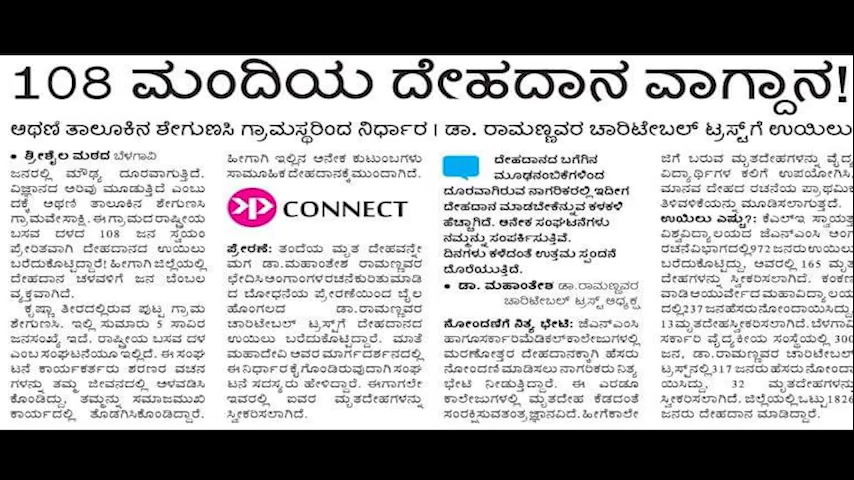 108 ಮಂದಿಯ ದೇಹದಾನ ವಾಗ್ದಾನ!
ಅಥಣಿ ತಾಲೂಕಿನ ಶೇಗುಣಸಿ ಗ್ರಾಮಸ್ಥರಿಂದ ನಿರ್ಧಾರ । ಡಾ. ರಾಮಣ್ಣವರ ಚಾರಿಟೇಬಲ್ ಟ್ರಸ್ಟ್‌ಗೆ ಉಯಿಲು
• ಶ್ರೀಶೈಲ ಮಠದ ಬೆಳಗಾವಿ
ಜನರಲ್ಲಿ ಮೌಢ್ಯ ದೂರವಾಗುತ್ತಿದೆ.
ವಿಜ್ಞಾನದ ಅರಿವು ಮೂಡುತ್ತಿದೆ ಎಂಬು
ದಕ್ಕೆ ಅಥಣಿ ತಾಲೂಕಿನ ಶೇಗುಣಸಿ
ಗ್ರಾಮವೇ ಸಾಕ್ಷಿ. ಈ ಗ್ರಾಮದ ರಾಷ್ಟ್ರೀಯ
ಬಸವ ದಳದ 108 ಜನ ಸ್ವಯಂ
ಪ್ರೇರಿತವಾಗಿ ದೇಹದಾನದ ಉಯಿಲು
ಬರೆದುಕೊಟ್ಟಿದ್ದಾರೆ! ಹೀಗಾಗಿ ಜಿಲ್ಲೆಯಲ್ಲಿ
ದೇಹದಾನ ಚಳವಳಿಗೆ ಜನ ಬೆಂಬಲ
ವ್ಯಕ್ತವಾಗಿದೆ.
ಕೃಷ್ಣಾ ತೀರದಲ್ಲಿರುವ ಪುಟ್ಟ ಗ್ರಾಮ
ಶೇಗುಣಸಿ. ಇಲ್ಲಿ ಸುಮಾರು 5 ಸಾವಿರ
ಜನಸಂಖ್ಯೆ ಇದೆ. ರಾಷ್ಟ್ರೀಯ ಬಸವ ದಳ
ಎಂಬ ಸಂಘಟನೆಯೂ ಇಲ್ಲಿದೆ. ಈ ಸಂಘ
ಟನೆ ಕಾರ್ಯಕರ್ತರು ಶರಣರ ವಚನ
ಗಳನ್ನು ತಮ್ಮ ಜೀವನದಲ್ಲಿ ಅಳವಡಿಸಿ
ಕೊಂಡಿದ್ದು, ತಮ್ಮನ್ನು ಸಮಾಜಮುಖಿ
ಕಾರ್ಯದಲ್ಲಿ ತೊಡಗಿಸಿಕೊಂಡಿದ್ದಾರೆ.
ಹೀಗಾಗಿ ಇಲ್ಲಿನ ಅನೇಕ ಕುಟುಂಬಗಳು
ಸಾಮೂಹಿಕ ದೇಹದಾನಕ್ಕೆ ಮುಂದಾಗಿದೆ.
CONNECT
ಪ್ರೇರಣೆ: ತಂದೆಯ ಮೃತ ದೇಹವನ್ನೇ
ಮಗ ಡಾ.ಮಹಾಂತೇಶ ರಾಮಣ್ಣವರ
ಛೇದಿಸಿ ಅಂಗಾಂಗಳ ರಚನೆ ಕುರಿತು ಮಾಡಿ
ದ ಬೋಧನೆಯ ಪ್ರೇರಣೆಯಿಂದ ಬೈಲ
ಹೊಂಗಲದ ಡಾ.ರಾಮಣ್ಣವರ
ಚಾರಿಟೇಬಲ್ ಟ್ರಸ್ಟ್‌ಗೆ ದೇಹದಾನದ
ಉಯಿಲು ಬರೆದುಕೊಟ್ಟಿದ್ದಾರೆ. ಮಾತೆ
ಮಹಾದೇವಿ ಅವರ ಮಾರ್ಗದರ್ಶನದಲ್ಲಿ
ಈ ನಿರ್ಧಾರ ಕೈಗೊಂಡಿರುವುದಾಗಿ ಸಂಘ
ಟನೆ ಸದಸ್ಯರು ಹೇಳಿದ್ದಾರೆ. ಈಗಾಗಲೇ
ಇವರಲ್ಲಿ ಐವರ ಮೃತದೇಹಗಳನ್ನು
ಸ್ವೀಕರಿಸಲಾಗಿದೆ.
ದೇಹದಾನದ ಬಗೆಗಿನ
ಮೂಢನಂಬಿಕೆಗಳಿಂದ
ದೂರವಾಗಿರುವ ನಾಗರಿಕರಲ್ಲಿ ಇದೀಗ
ದೇಹದಾನ ಮಾಡಬೇಕೆನ್ನುವ ಕಳಕಳಿ
ಹೆಚ್ಚಾಗಿದೆ. ಅನೇಕ ಸಂಘಟನೆಗಳು
ನಮ್ಮನ್ನು ಸಂಪರ್ಕಿಸುತ್ತಿವೆ.
ದಿನಗಳು ಕಳೆದಂತೆ ಉತ್ತಮ ಸ್ಪಂದನೆ
ದೊರೆಯುತ್ತಿದೆ.
• ಡಾ. ಮಹಾಂತೇಶ ಡಾ.ರಾಮಣ್ಣವರ
ಚಾರಿಟೆಬಲ್ ಟ್ರಸ್ಟ್ ಅಧ್ಯಕ್ಷ
ನೋಂದಣಿಗೆ ನಿತ್ಯ ಭೇಟಿ: ಜೆಎನ್‌ಎಂಸಿ
ಹಾಗೂ ಸರ್ಕಾರಿ ಮೆಡಿಕಲ್ ಕಾಲೇಜುಗಳಲ್ಲಿ
ಮರಣೋತ್ತರ ದೇಹದಾನಕ್ಕಾಗಿ ಹೆಸರು
ನೋಂದಣಿ ಮಾಡಿಸಲು ನಾಗರಿಕರು ನಿತ್ಯ
ಭೇಟಿ ನೀಡುತ್ತಿದ್ದಾರೆ. ಈ ಎರಡೂ
ಕಾಲೇಜುಗಳಲ್ಲಿ ಮೃತದೇಹ ಕೆಡದಂತೆ
ಸಂರಕ್ಷಿಸುವ ತಂತ್ರಜ್ಞಾನವಿದೆ. ಹೀಗೆ ಕಾಲೇ
ಜಿಗೆ ಬರುವ ಮೃತದೇಹಗಳನ್ನು ವೈದ್ಯ
ವಿದ್ಯಾರ್ಥಿಗಳ ಕಲಿಗೆ ಉಪಯೋಗಿಸಿ.
ಮಾನವ ದೇಹದ ರಚನೆಯ ಪ್ರಾಥಮಿಕ
ತಿಳಿವಳಿಕೆಯನ್ನು ಮೂಡಿಸಲಾಗುತ್ತದೆ.
ಉಯಿಲು ಎಷ್ಟು?: ಕೆಎಲ್‌ಇ ಸ್ವಾಯತ್ತ
ವಿಶ್ವವಿದ್ಯಾಲಯದ ಜೆಎನ್‌ಎಂಸಿ ಅಂಗ
ರಚನೆ ವಿಭಾಗದಲ್ಲಿ 972 ಜನರು ಉಯಿಲು
ಬರೆದುಕೊಟ್ಟಿದ್ದು, ಅವರಲ್ಲಿ 165 ಮೃತ
ದೇಹಗಳನ್ನು ಸ್ವೀಕರಿಸಲಾಗಿದೆ. ಕಂಕಣ
ವಾಡಿ ಆಯುರ್ವೇದ ಮಹಾವಿದ್ಯಾಲಯ
ದಲ್ಲಿ 237 ಜನ ಹೆಸರು ನೋಂದಾಯಿಸಿದ್ದು,
13 ಮೃತದೇಹ ಸ್ವೀಕರಿಸಲಾಗಿದೆ. ಬೆಳಗಾವಿ
ಸರ್ಕಾರಿ ವೈದ್ಯಕೀಯ ಸಂಸ್ಥೆಯಲ್ಲಿ 300
ಜನ, ಡಾ.ರಾಮಣ್ಣವರ ಚಾರಿಟೇಬಲ್
ಟ್ರಸ್ಟ್‌ನಲ್ಲಿ 317 ಜನರು ಹೆಸರು ನೋಂದಾ
ಯಿಸಿದ್ದು. 32 ಮೃತದೇಹಗಳನ್ನು
ಸ್ವೀಕರಿಸಲಾಗಿದೆ. ಜಿಲ್ಲೆಯಲ್ಲಿ ಒಟ್ಟು 1826
ಜನರು ದೇಹದಾನ ಮಾಡಿದ್ದಾರೆ.